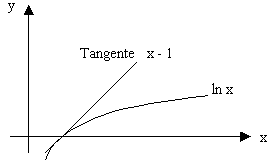 y
Tangente x - 1
ln x
x